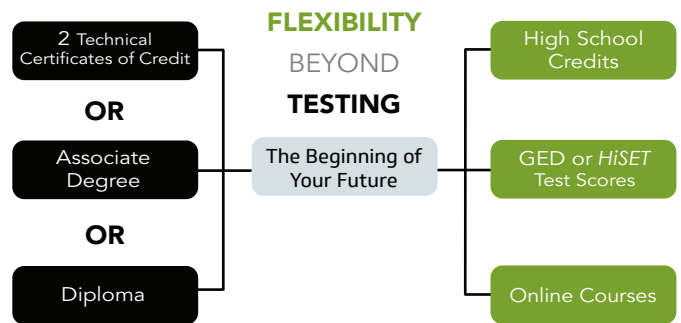 FLEXIBILITY
BEYOND
TESTING
2 Technical
Certificates of Credit
OR
Associate
Degree
OR
Diploma
The Beginning of
Your Future
High School
Credits
GED or HiSET
Test Scores
Online Courses